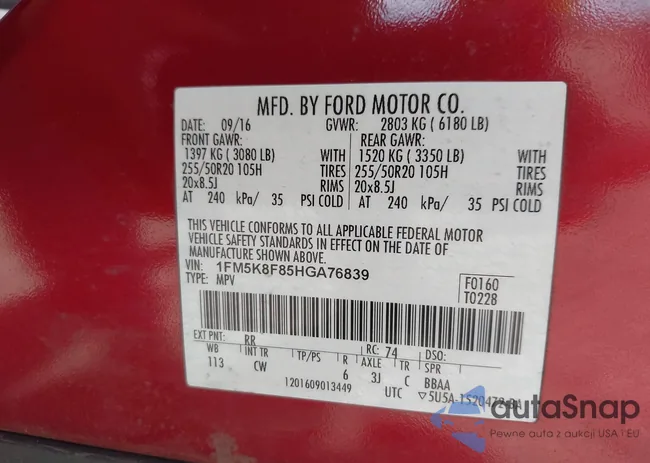 MFD. BY FORD MOTOR CO.
DATE: 09/16 GVWR: 2803 KG ( 6180 LB)
FRONT GAWR: REAR GAWR:
1397 KG ( 3080 LB) WITH 1520 KG ( 3350 LB) WITH
255/50R20 105H TIRES 255/50R20 105H TIRES
20x8.5J RIMS 20x8.5J RIMS
AT 240 kPa/ 35 PSI COLD AT 240 kPa/ 35 PSI COLD
THIS VEHICLE CONFORMS TO ALL APPLICABLE FEDERAL MOTOR
VEHICLE SAFETY STANDARDS IN EFFECT ON THE DATE OF
MANUFACTURE SHOWN ABOVE.
VIN: 1FM5K8F85HGA76839
TYPE: MPV
F0160
T0228
EXT PNT: RR RC: 74 DSO:
WB INT TR TP/PS R AXLE TR SPR
113 CW 6 3J C BBAA
1201609013449 UTC
autaSnap
Pewne auta z aukcji USA i EU